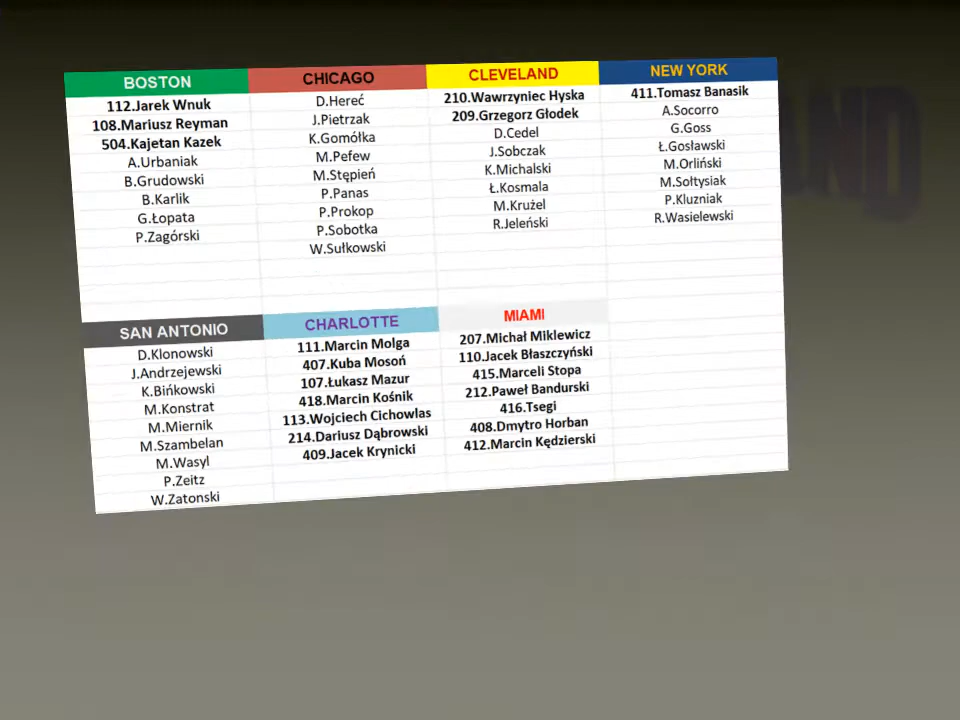 BOSTON
112.Jarek Wnuk
108.Mariusz Reyman
504.Kajetan Kazek
A.Urbaniak
B.Grudowski
B.Karlik
G.Łopata
P.Zagórski
CHICAGO
D.Hereć
J.Pietrzak
K.Gomółka
M.Pefew
M.Stępień
P.Panas
P.Prokop
P.Sobotka
W.Sułkowski
CLEVELAND
210.Wawrzyniec Hyska
209.Grzegorz Głodek
D.Cedel
J.Sobczak
K.Michalski
Ł.Kosmala
M.Krużel
R.Jeleński
NEW YORK
411.Tomasz Banasik
A.Socorro
G.Goss
Ł.Gosławski
M.Orliński
M.Sołtysiak
P.Kluzniak
R.Wasielewski
SAN ANTONIO
D.Klonowski
J.Andrzejewski
K.Bińkowski
M.Konstrat
M.Miernik
M.Szambelan
M.Wasyl
P.Zeitz
W.Zatonski
CHARLOTTE
111.Marcin Molga
407.Kuba Mosoń
107.Łukasz Mazur
418.Marcin Kośnik
113.Wojciech Cichowlas
214.Dariusz Dąbrowski
409.Jacek Krynicki
MIAMI
207.Michał Miklewicz
110.Jacek Błaszczyński
415.Marceli Stopa
212.Paweł Bandurski
416.Tsegi
408.Dmytro Horban
412.Marcin Kędzierski